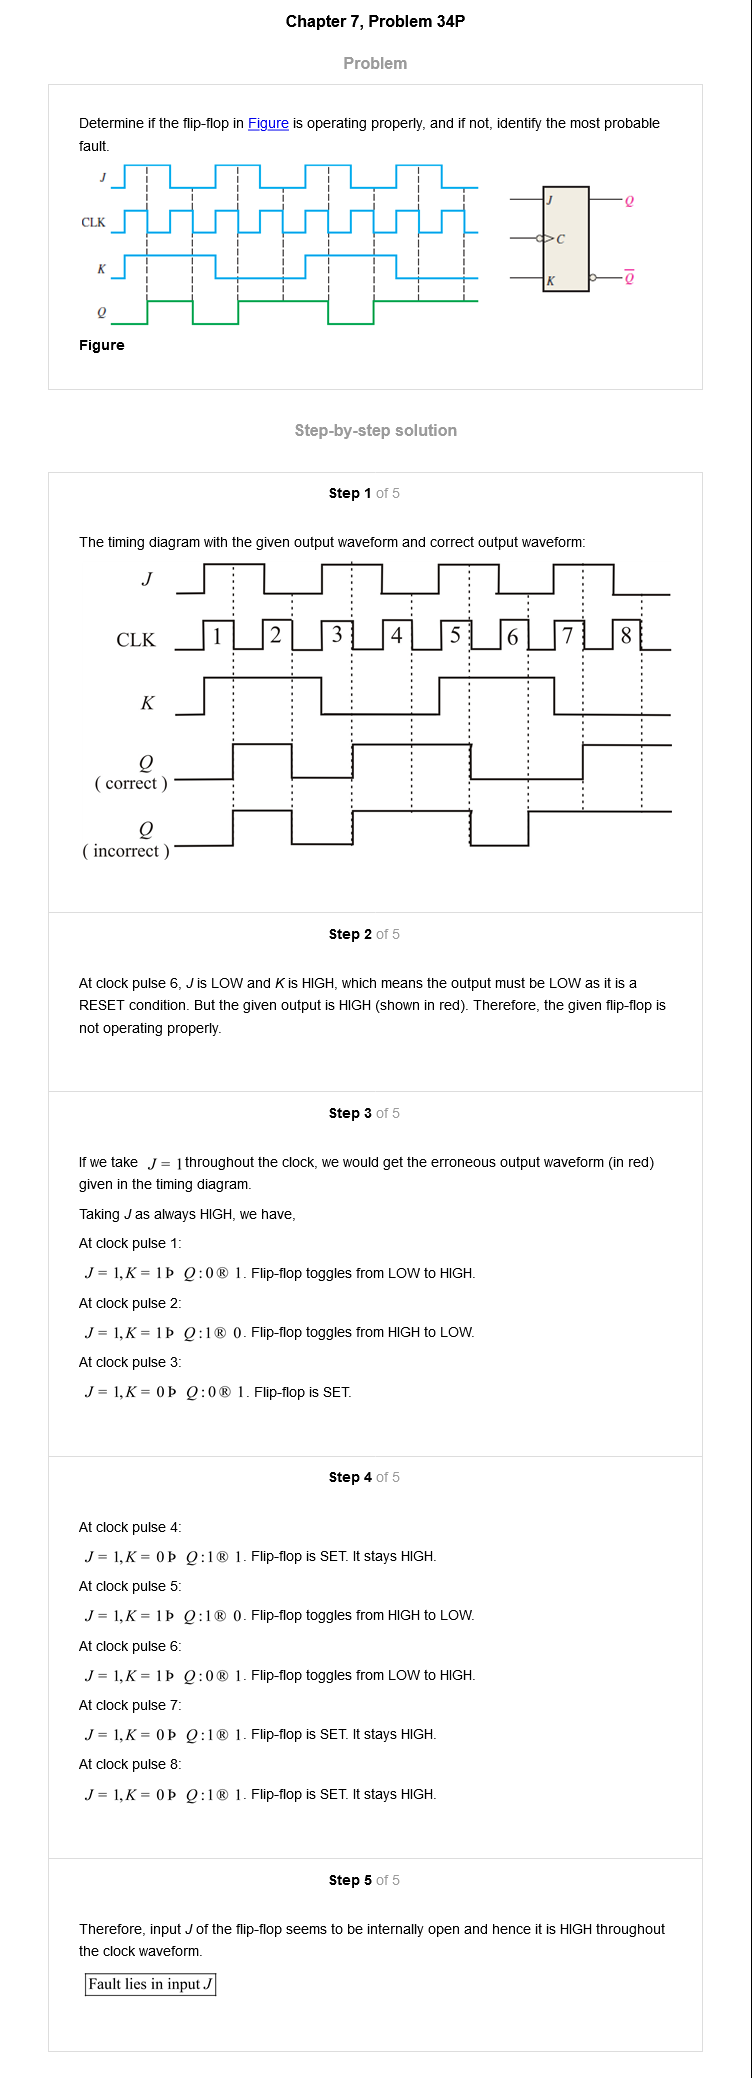 Chapter 7, Problem 34P
Problem
Determine if the flip-flop in Figure is operating properly, and if not, identify the most probable
fault.
J
CLK
K
Q
J
C
K
Q
Q̅
Figure
Step-by-step solution
Step 1 of 5
The timing diagram with the given output waveform and correct output waveform:
J
CLK 1 2 3 4 5 6 7 8
K
Q
( correct )
Q
( incorrect )
Step 2 of 5
At clock pulse 6, J is LOW and K is HIGH, which means the output must be LOW as it is a
RESET condition. But the given output is HIGH (shown in red). Therefore, the given flip-flop is
not operating properly.
Step 3 of 5
If we take J = 1 throughout the clock, we would get the erroneous output waveform (in red)
given in the timing diagram.
Taking J as always HIGH, we have,
At clock pulse 1:
J = 1, K = 1 Þ Q : 0 ® 1. Flip-flop toggles from LOW to HIGH.
At clock pulse 2:
J = 1, K = 1 Þ Q : 1 ® 0. Flip-flop toggles from HIGH to LOW.
At clock pulse 3:
J = 1, K = 0 Þ Q : 0 ® 1. Flip-flop is SET.
Step 4 of 5
At clock pulse 4:
J = 1, K = 0 Þ Q : 1 ® 1. Flip-flop is SET. It stays HIGH.
At clock pulse 5:
J = 1, K = 1 Þ Q : 1 ® 0. Flip-flop toggles from HIGH to LOW.
At clock pulse 6:
J = 1, K = 1 Þ Q : 0 ® 1. Flip-flop toggles from LOW to HIGH.
At clock pulse 7:
J = 1, K = 0 Þ Q : 1 ® 1. Flip-flop is SET. It stays HIGH.
At clock pulse 8:
J = 1, K = 0 Þ Q : 1 ® 1. Flip-flop is SET. It stays HIGH.
Step 5 of 5
Therefore, input J of the flip-flop seems to be internally open and hence it is HIGH throughout
the clock waveform.
Fault lies in input J